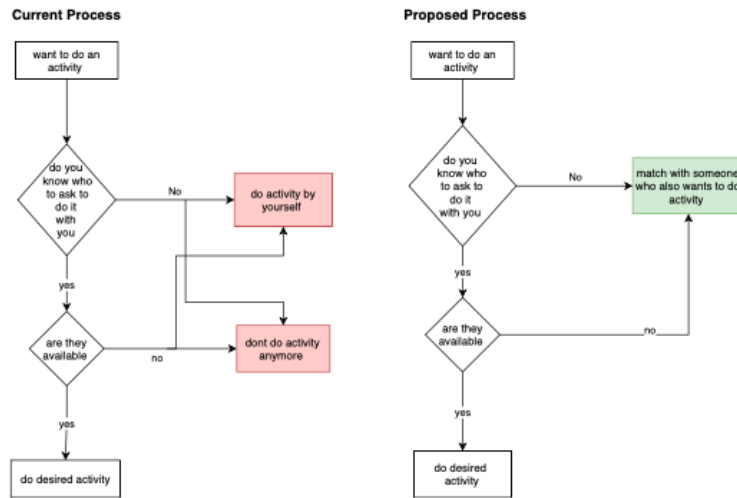 Current Process
want to do an
activity
do you
know who
to ask to
do it
with
you
No
do activity by
yourself
yes
are they
available
no
dont do activity
anymore
yes
do desired activity
Proposed Process
want to do an
activity
do you
know who
to ask to
do it
with you
No
match with someone
who also wants to do
activity
yes
are they
available
no
yes
do desired
activity